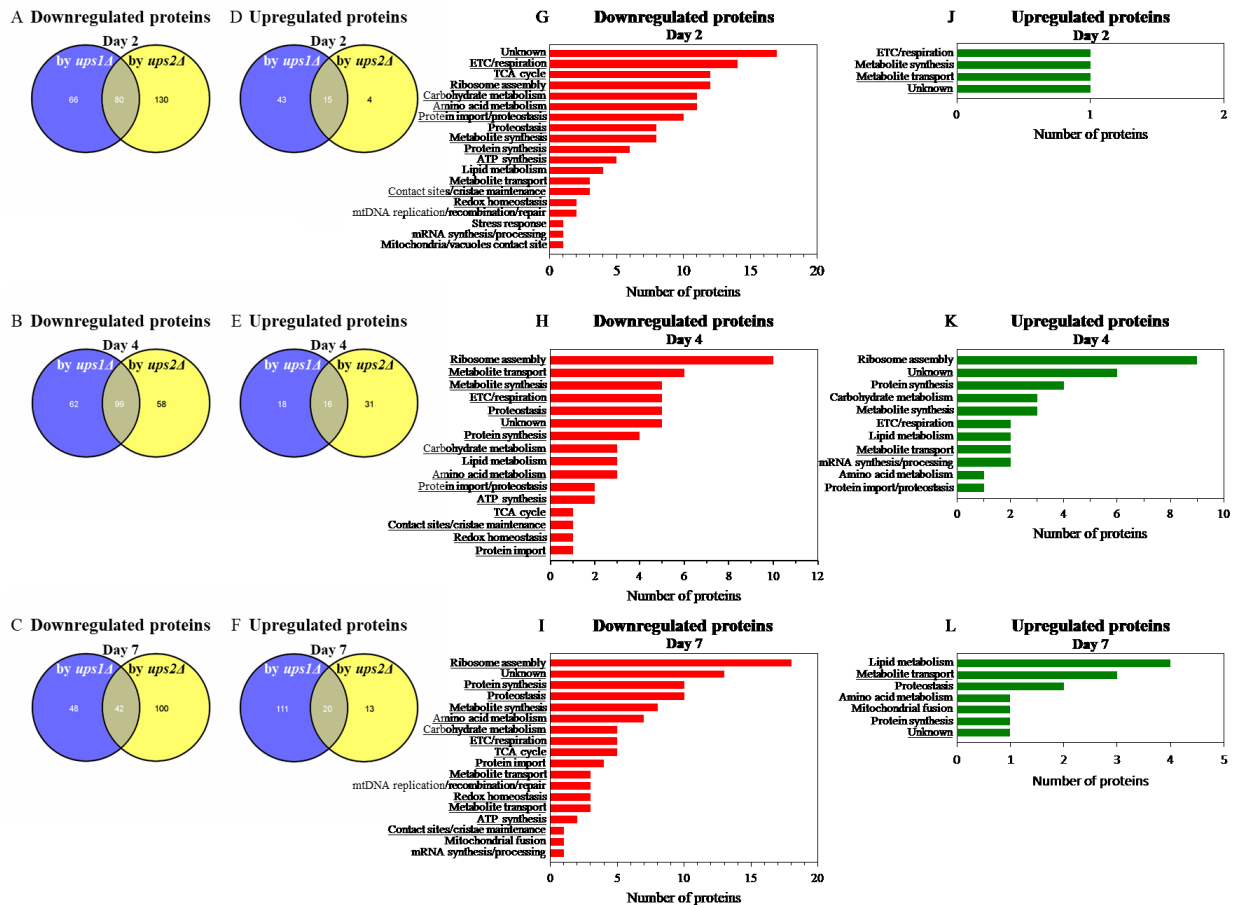 A Downregulated proteins
Day 2
by ups1Δ by ups2Δ
66 80 130
D Upregulated proteins
Day 2
by ups1Δ by ups2Δ
43 15 4
G Downregulated proteins
Day 2
Unknown
ETC/respiration
TCA cycle
Ribosome assembly
Carbohydrate metabolism
Amino acid metabolism
Protein import/proteostasis
Proteostasis
Metabolite synthesis
Protein synthesis
ATP synthesis
Lipid metabolism
Metabolite transport
Contact sites/cristae maintenance
Redox homeostasis
mtDNA replication/recombination/repair
Stress response
mRNA synthesis/processing
Mitochondria/vacuoles contact site
0 5 10 15 20
Number of proteins
J Upregulated proteins
Day 2
ETC/respiration
Metabolite synthesis
Metabolite transport
Unknown
0 1 2
Number of proteins
B Downregulated proteins
Day 4
by ups1Δ by ups2Δ
62 99 58
E Upregulated proteins
Day 4
by ups1Δ by ups2Δ
18 16 31
H Downregulated proteins
Day 4
Ribosome assembly
Metabolite transport
Metabolite synthesis
ETC/respiration
Proteostasis
Unknown
Protein synthesis
Carbohydrate metabolism
Lipid metabolism
Amino acid metabolism
Protein import/proteostasis
ATP synthesis
TCA cycle
Contact sites/cristae maintenance
Redox homeostasis
Protein import
0 2 4 6 8 10 12
Number of proteins
K Upregulated proteins
Day 4
Ribosome assembly
Unknown
Protein synthesis
Carbohydrate metabolism
Metabolite synthesis
ETC/respiration
Lipid metabolism
Metabolite transport
mRNA synthesis/processing
Amino acid metabolism
Protein import/proteostasis
0 2 4 6 8 10
Number of proteins
C Downregulated proteins
Day 7
by ups1Δ by ups2Δ
48 42 100
F Upregulated proteins
Day 7
by ups1Δ by ups2Δ
111 20 13
I Downregulated proteins
Day 7
Ribosome assembly
Unknown
Protein synthesis
Proteostasis
Metabolite synthesis
Amino acid metabolism
Carbohydrate metabolism
ETC/respiration
TCA cycle
Protein import
Metabolite transport
mtDNA replication/recombination/repair
Redox homeostasis
Metabolite transport
ATP synthesis
Contact sites/cristae maintenance
Mitochondrial fusion
mRNA synthesis/processing
0 5 10 15 20
Number of proteins
L Upregulated proteins
Day 7
Lipid metabolism
Metabolite transport
Proteostasis
Amino acid metabolism
Mitochondrial fusion
Protein synthesis
Unknown
0 1 2 3 4 5
Number of proteins